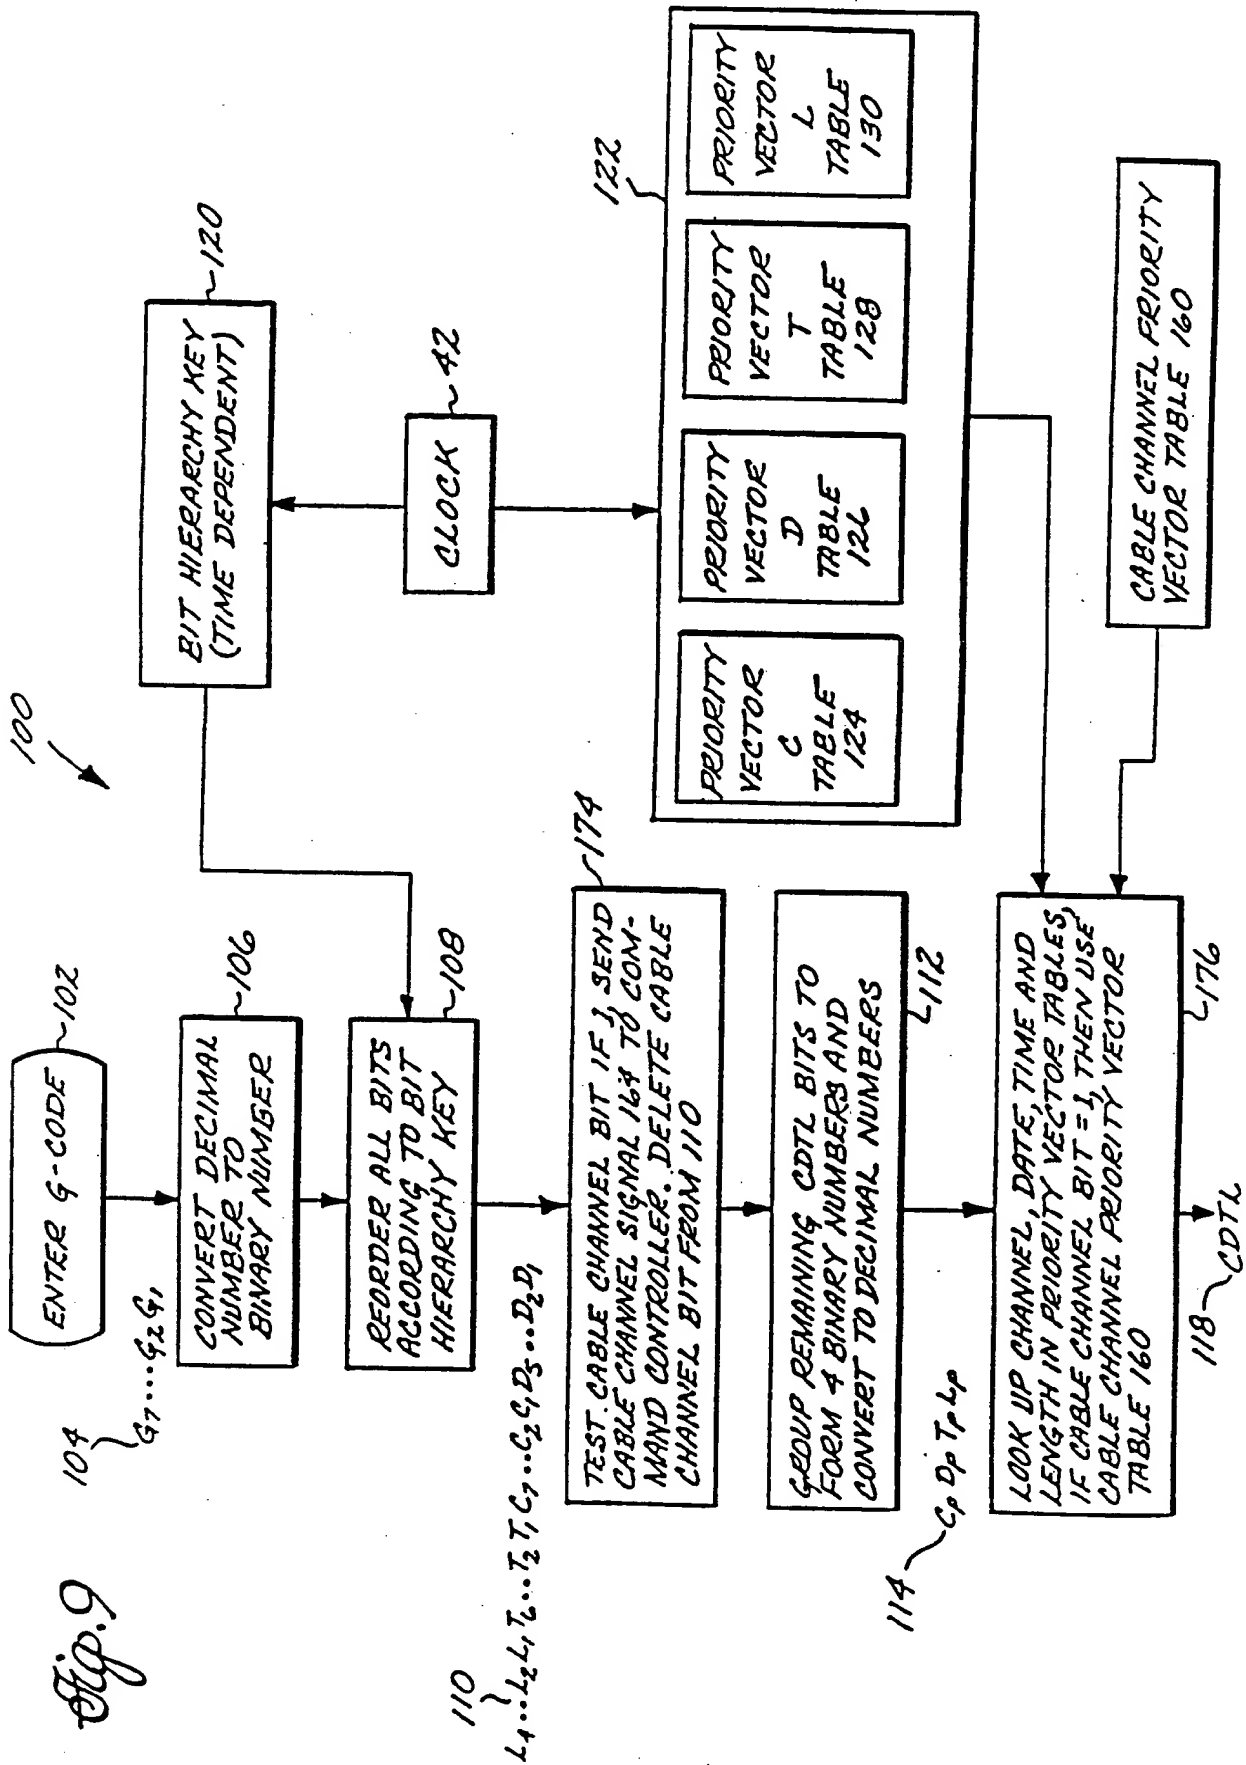 Fig. 9
100
ENTER G-CODE
102
104
G7....G2G1
CONVERT DECIMAL
NUMBER TO
BINARY NUMBER
106
REORDER ALL BITS
ACCORDING TO BIT
HIERARCHY KEY
108
BIT HIERARCHY KEY
(TIME DEPENDENT)
120
CLOCK
42
110
L4..L2L1T6..T2T1C7..C2C1D5..D2D1
TEST CABLE CHANNEL BIT IF 1, SEND
CABLE CHANNEL SIGNAL 164 TO COM-
MAND CONTROLLER. DELETE CABLE
CHANNEL BIT FROM 110
174
GROUP REMAINING CDTL BITS TO
FORM 4 BINARY NUMBERS AND
CONVERT TO DECIMAL NUMBERS
112
122
PRIORITY
VECTOR
C
TABLE
124
PRIORITY
VECTOR
D
TABLE
126
PRIORITY
VECTOR
T
TABLE
128
PRIORITY
VECTOR
L
TABLE
130
114
Cp Dp Tp Lp
LOOK UP CHANNEL, DATE, TIME AND
LENGTH IN PRIORITY VECTOR TABLES,
IF CABLE CHANNEL BIT = 1, THEN USE
CABLE CHANNEL PRIORITY VECTOR
TABLE 160
176
CABLE CHANNEL PRIORITY
VECTOR TABLE 160
118
CDTL